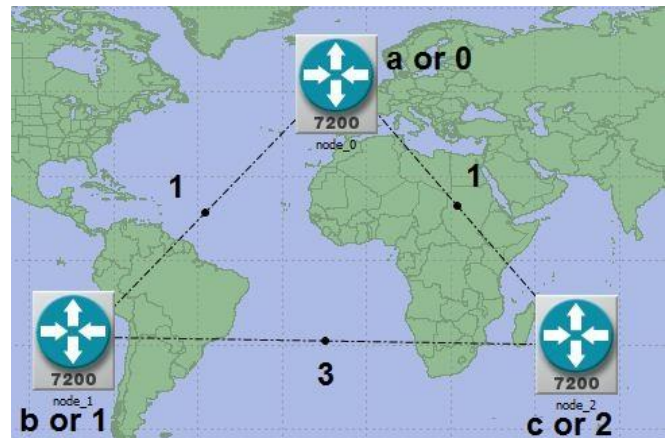 a or 0
7200
node_0
1
1
7200
node_1
b or 1
3
7200
node_2
c or 2